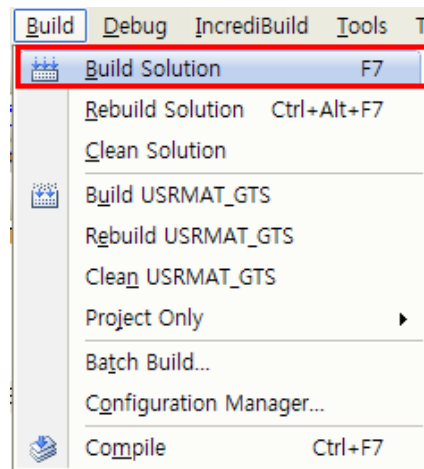 Build Debug IncrediBuild Tools T
Build Solution F7
Rebuild Solution Ctrl+Alt+F7
Clean Solution
Build USRMAT_GTS
Rebuild USRMAT_GTS
Clean USRMAT_GTS
Project Only
Batch Build...
Configuration Manager...
Compile Ctrl+F7